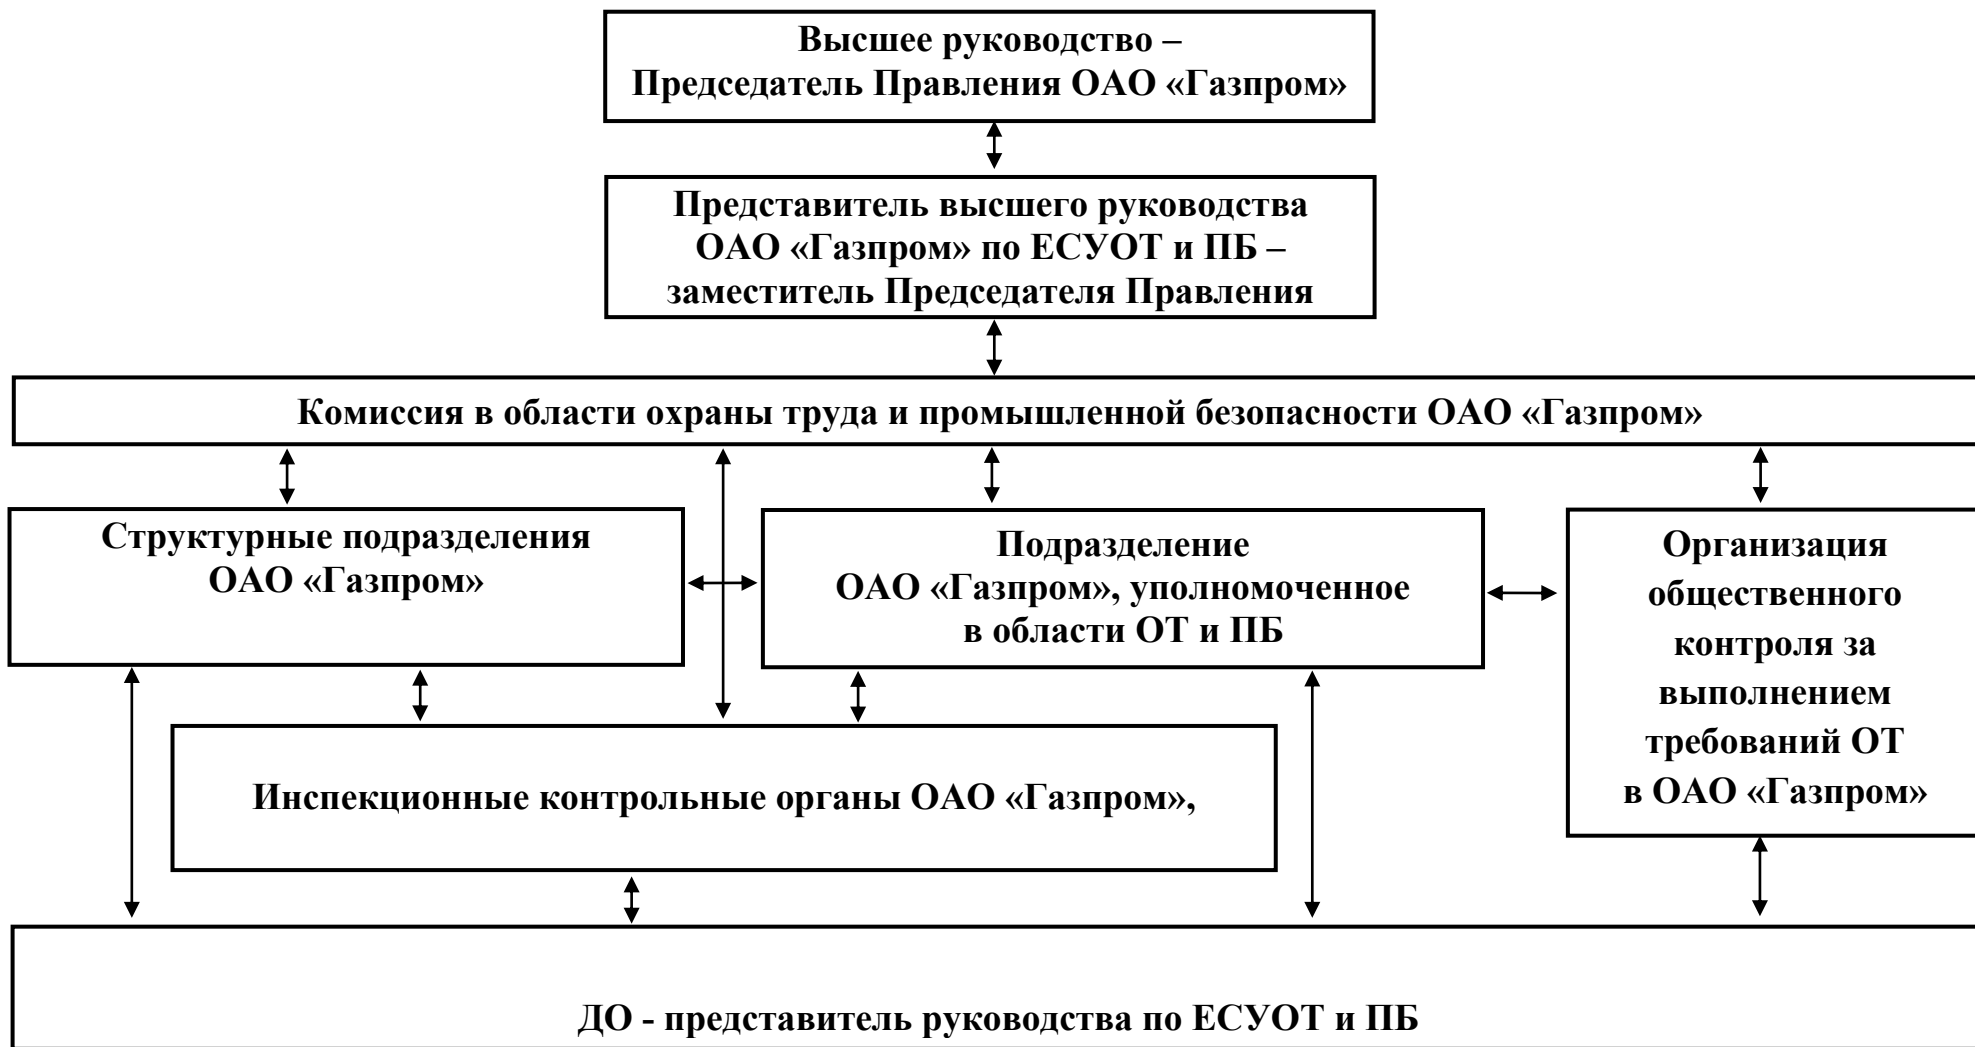 Высшее руководство –
Председатель Правления ОАО «Газпром»
Представитель высшего руководства
ОАО «Газпром» по ЕСУОТ и ПБ –
заместитель Председателя Правления
Комиссия в области охраны труда и промышленной безопасности ОАО «Газпром»
Структурные подразделения
ОАО «Газпром»
Подразделение
ОАО «Газпром», уполномоченное
в области ОТ и ПБ
Организация
общественного
контроля за
выполнением
требований ОТ
в ОАО «Газпром»
Инспекционные контрольные органы ОАО «Газпром»,
ДО - представитель руководства по ЕСУОТ и ПБ